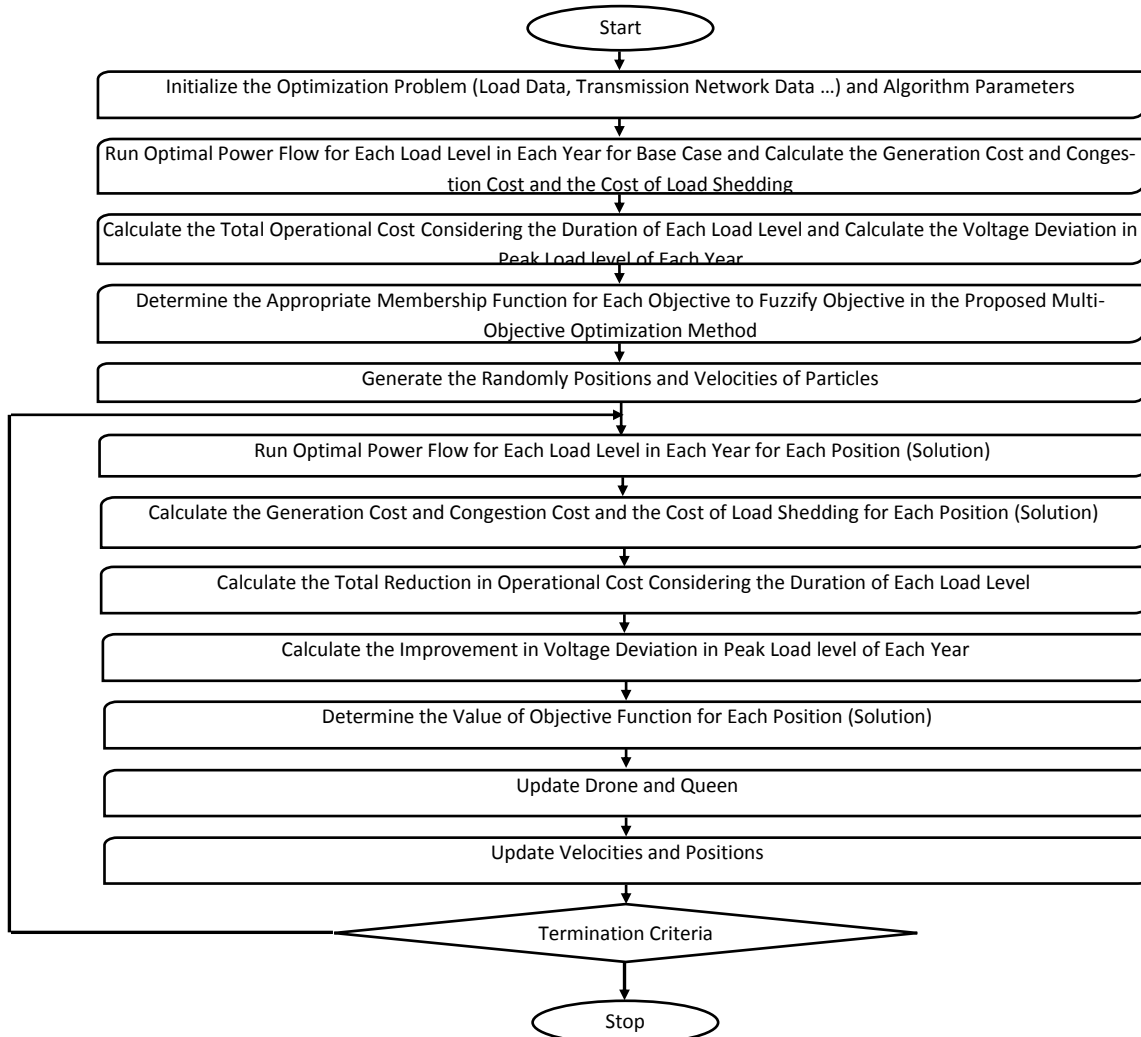 Start
Initialize the Optimization Problem (Load Data, Transmission Network Data ...) and Algorithm Parameters
Run Optimal Power Flow for Each Load Level in Each Year for Base Case and Calculate the Generation Cost and Conges-
tion Cost and the Cost of Load Shedding
Calculate the Total Operational Cost Considering the Duration of Each Load Level and Calculate the Voltage Deviation in
Peak Load level of Each Year
Determine the Appropriate Membership Function for Each Objective to Fuzzify Objective in the Proposed Multi-
Objective Optimization Method
Generate the Randomly Positions and Velocities of Particles
Run Optimal Power Flow for Each Load Level in Each Year for Each Position (Solution)
Calculate the Generation Cost and Congestion Cost and the Cost of Load Shedding for Each Position (Solution)
Calculate the Total Reduction in Operational Cost Considering the Duration of Each Load Level
Calculate the Improvement in Voltage Deviation in Peak Load level of Each Year
Determine the Value of Objective Function for Each Position (Solution)
Update Drone and Queen
Update Velocities and Positions
Termination Criteria
Stop